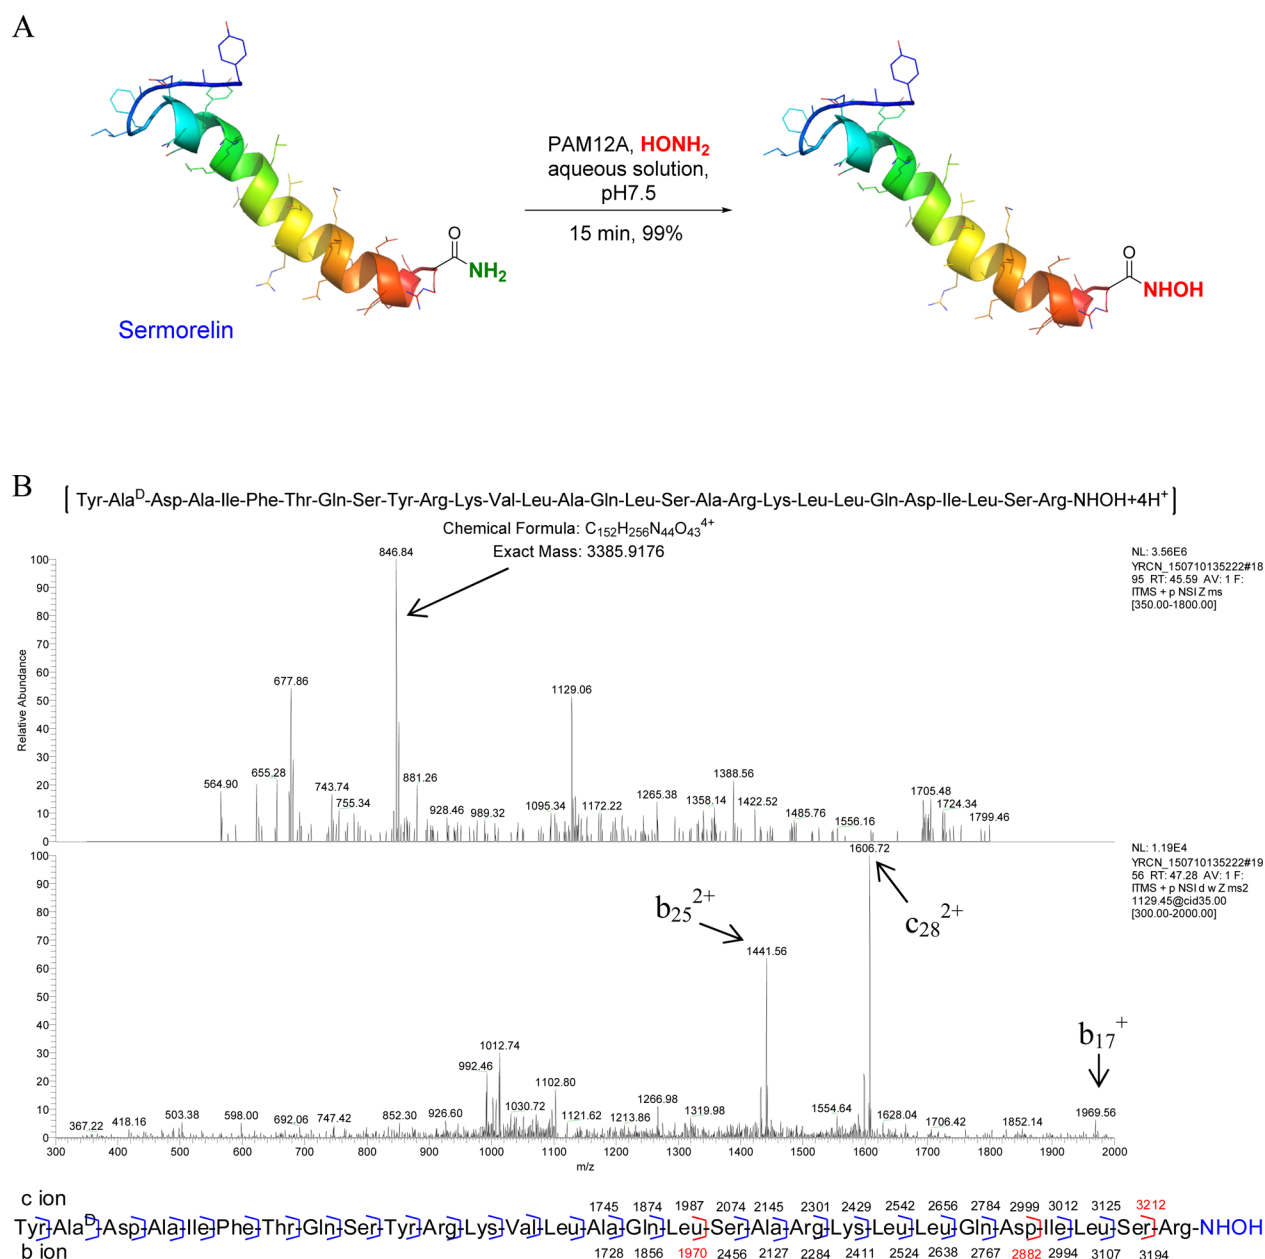 A
PAM12A, HONH2
aqueous solution,
pH7.5
15 min, 99%
O
NH2
O
NHOH
Sermorelin
B
[ Tyr-AlaD-Asp-Ala-Ile-Phe-Thr-Gln-Ser-Tyr-Arg-Lys-Val-Leu-Ala-Gln-Leu-Ser-Ala-Arg-Lys-Leu-Leu-Gln-Asp-Ile-Leu-Ser-Arg-NHOH+4H+ ]
Chemical Formula: C152H256N44O43 4+
Exact Mass: 3385.9176
NL: 3.56E6
YRCN_150710135222#18
95 RT: 45.59 AV: 1 F:
ITMS + p NSI Z ms
[350.00-1800.00]
Relative Abundance
100
90
80
70
60
50
40
30
20
10
0
846.84
677.86
1129.06
564.90
655.28
743.74
755.34
881.26
928.46
989.32
1095.34
1172.22
1265.38
1358.14
1388.56
1422.52
1485.76
1556.16
1705.48
1724.34
1799.46
NL: 1.19E4
YRCN_150710135222#19
56 RT: 47.28 AV: 1 F:
ITMS + p NSI d w Z ms2
1129.45@cid35.00
[300.00-2000.00]
100
90
80
70
60
50
40
30
20
10
0
1606.72
b25 2+
c28 2+
1441.56
b17 +
367.22
418.16
503.38
598.00
692.06
747.42
852.30
926.60
992.46
1012.74
1030.72
1102.80
1121.62
1213.86
1266.98
1319.98
1554.64
1628.04
1706.42
1852.14
1969.56
300 400 500 600 700 800 900 1000 1100 1200 1300 1400 1500 1600 1700 1800 1900 2000
m/z
c ion 1745 1874 1987 2074 2145 2301 2429 2542 2656 2784 2999 3012 3125 3212
Tyr-AlaD-Asp-Ala-Ile-Phe-Thr-Gln-Ser-Tyr-Arg-Lys-Val-Leu-Ala-Gln-Leu-Ser-Ala-Arg-Lys-Leu-Leu-Gln-Asp-Ile-Leu-Ser-Arg-NHOH
b ion 1728 1856 1970 2456 2127 2284 2411 2524 2638 2767 2882 2994 3107 3194